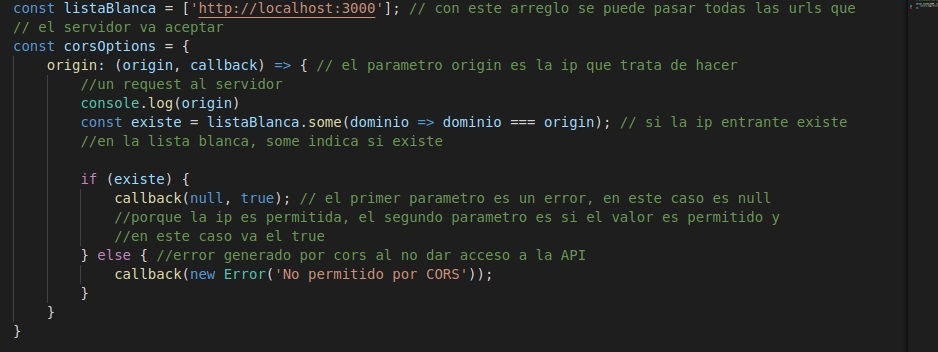 const listaBlanca = ['http://localhost:3000']; // con este arreglo se puede pasar todas las urls que
// el servidor va aceptar
const corsOptions = {
    origin: (origin, callback) => { // el parametro origin es la ip que trata de hacer
        //un request al servidor
        console.log(origin)
        const existe = listaBlanca.some(dominio => dominio === origin); // si la ip entrante existe
        //en la lista blanca, some indica si existe
        if (existe) {
            callback(null, true); // el primer parametro es un error, en este caso es null
            //porque la ip es permitida, el segundo parametro es si el valor es permitido y
            //en este caso va el true
        } else { //error generado por cors al no dar acceso a la API
            callback(new Error('No permitido por CORS'));
        }
    }
}